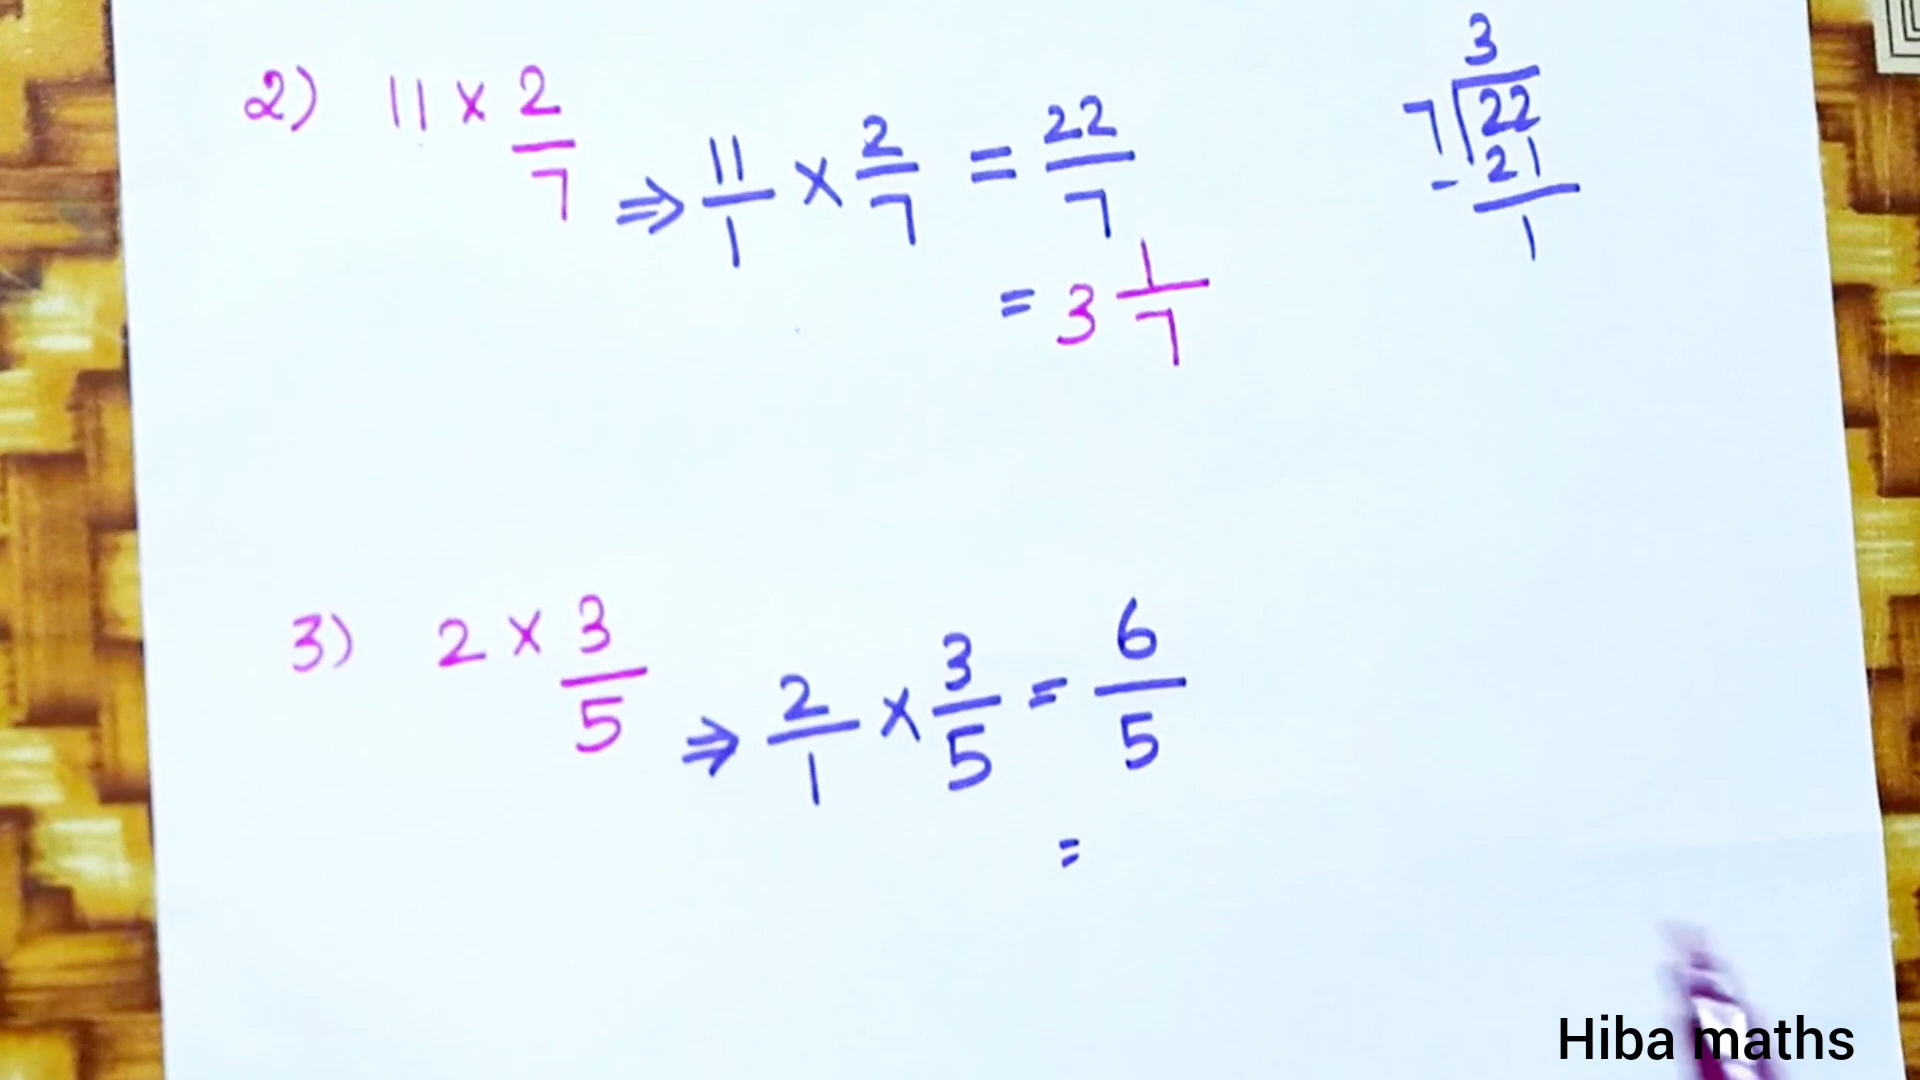 2) 11 × 2/7 ⇒ 11/1 × 2/7 = 22/7
= 3 1/7
3
7 22
- 21
1
3) 2 × 3/5 ⇒ 2/1 × 3/5 = 6/5
=
Hiba maths